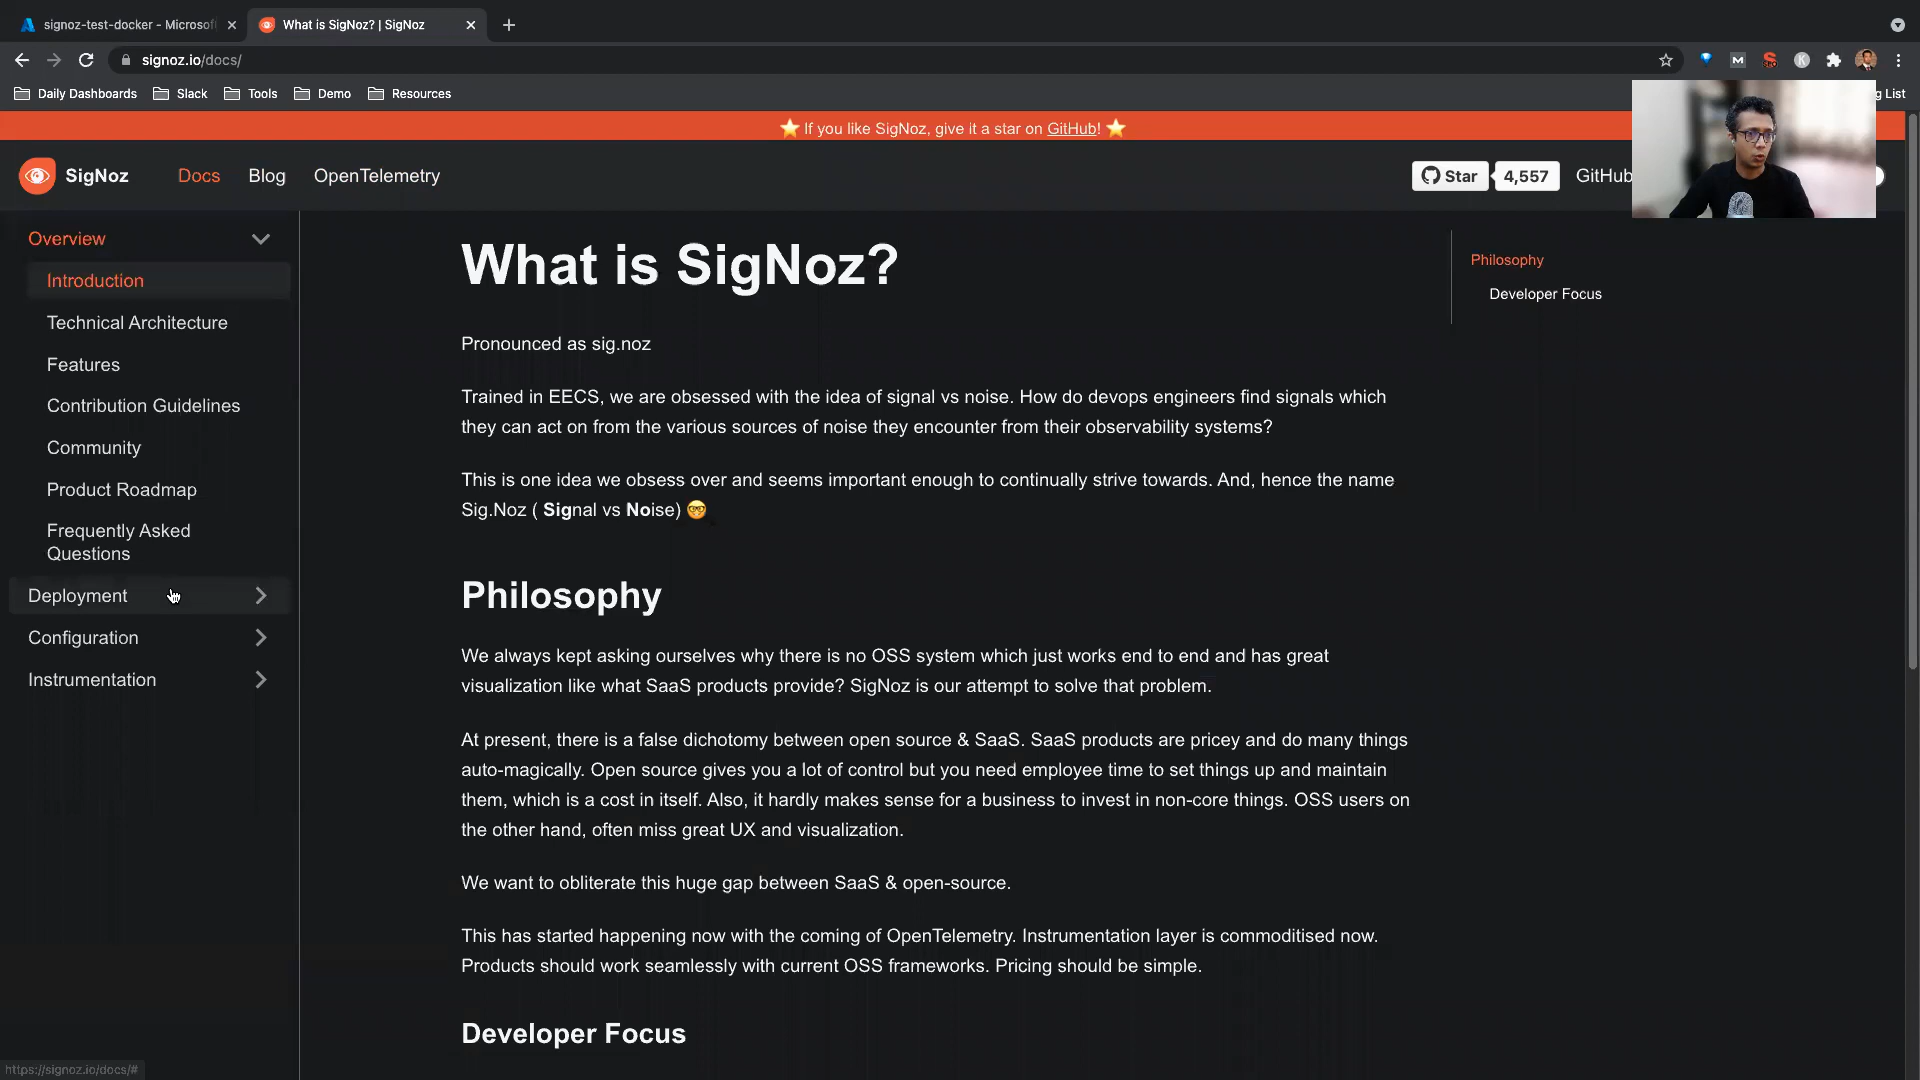 signoz-test-docker - Microsof
What is SigNoz? | SigNoz
signoz.io/docs/
Daily Dashboards
Slack
Tools
Demo
Resources
g List
⭐ If you like SigNoz, give it a star on GitHub! ⭐
SigNoz
Docs
Blog
OpenTelemetry
Star
4,557
GitHub
Overview
Introduction
Technical Architecture
Features
Contribution Guidelines
Community
Product Roadmap
Frequently Asked
Questions
Deployment
Configuration
Instrumentation
What is SigNoz?
Pronounced as sig.noz
Trained in EECS, we are obsessed with the idea of signal vs noise. How do devops engineers find signals which
they can act on from the various sources of noise they encounter from their observability systems?
This is one idea we obsess over and seems important enough to continually strive towards. And, hence the name
Sig.Noz ( Signal vs Noise) 🤓
Philosophy
We always kept asking ourselves why there is no OSS system which just works end to end and has great
visualization like what SaaS products provide? SigNoz is our attempt to solve that problem.
At present, there is a false dichotomy between open source & SaaS. SaaS products are pricey and do many things
auto-magically. Open source gives you a lot of control but you need employee time to set things up and maintain
them, which is a cost in itself. Also, it hardly makes sense for a business to invest in non-core things. OSS users on
the other hand, often miss great UX and visualization.
We want to obliterate this huge gap between SaaS & open-source.
This has started happening now with the coming of OpenTelemetry. Instrumentation layer is commoditised now.
Products should work seamlessly with current OSS frameworks. Pricing should be simple.
Developer Focus
Philosophy
Developer Focus
https://signoz.io/docs/#